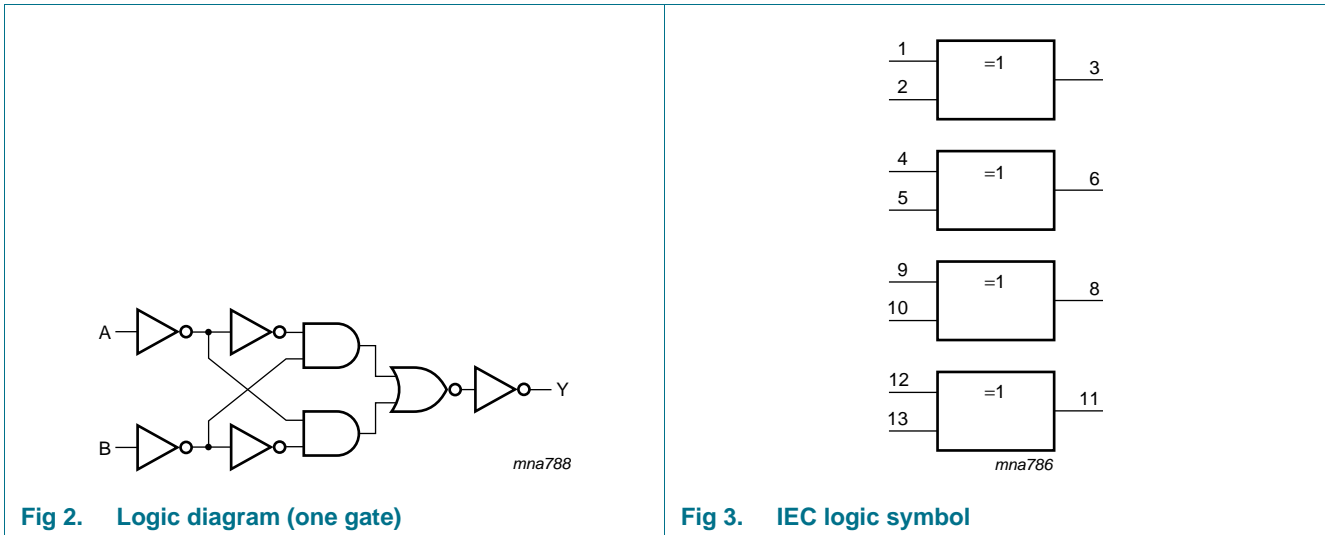 A
B
Y
mna788
Fig 2. Logic diagram (one gate)
1
2
=1
3
4
5
=1
6
9
10
=1
8
12
13
=1
11
mna786
Fig 3. IEC logic symbol